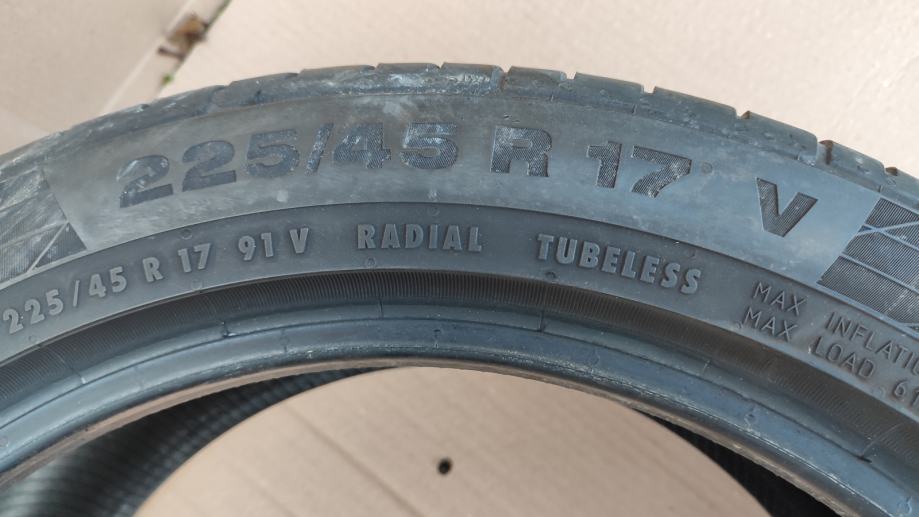 225/45 R 17 V
225/45 R 17 91 V RADIAL TUBELESS
MAX
MAX LOAD